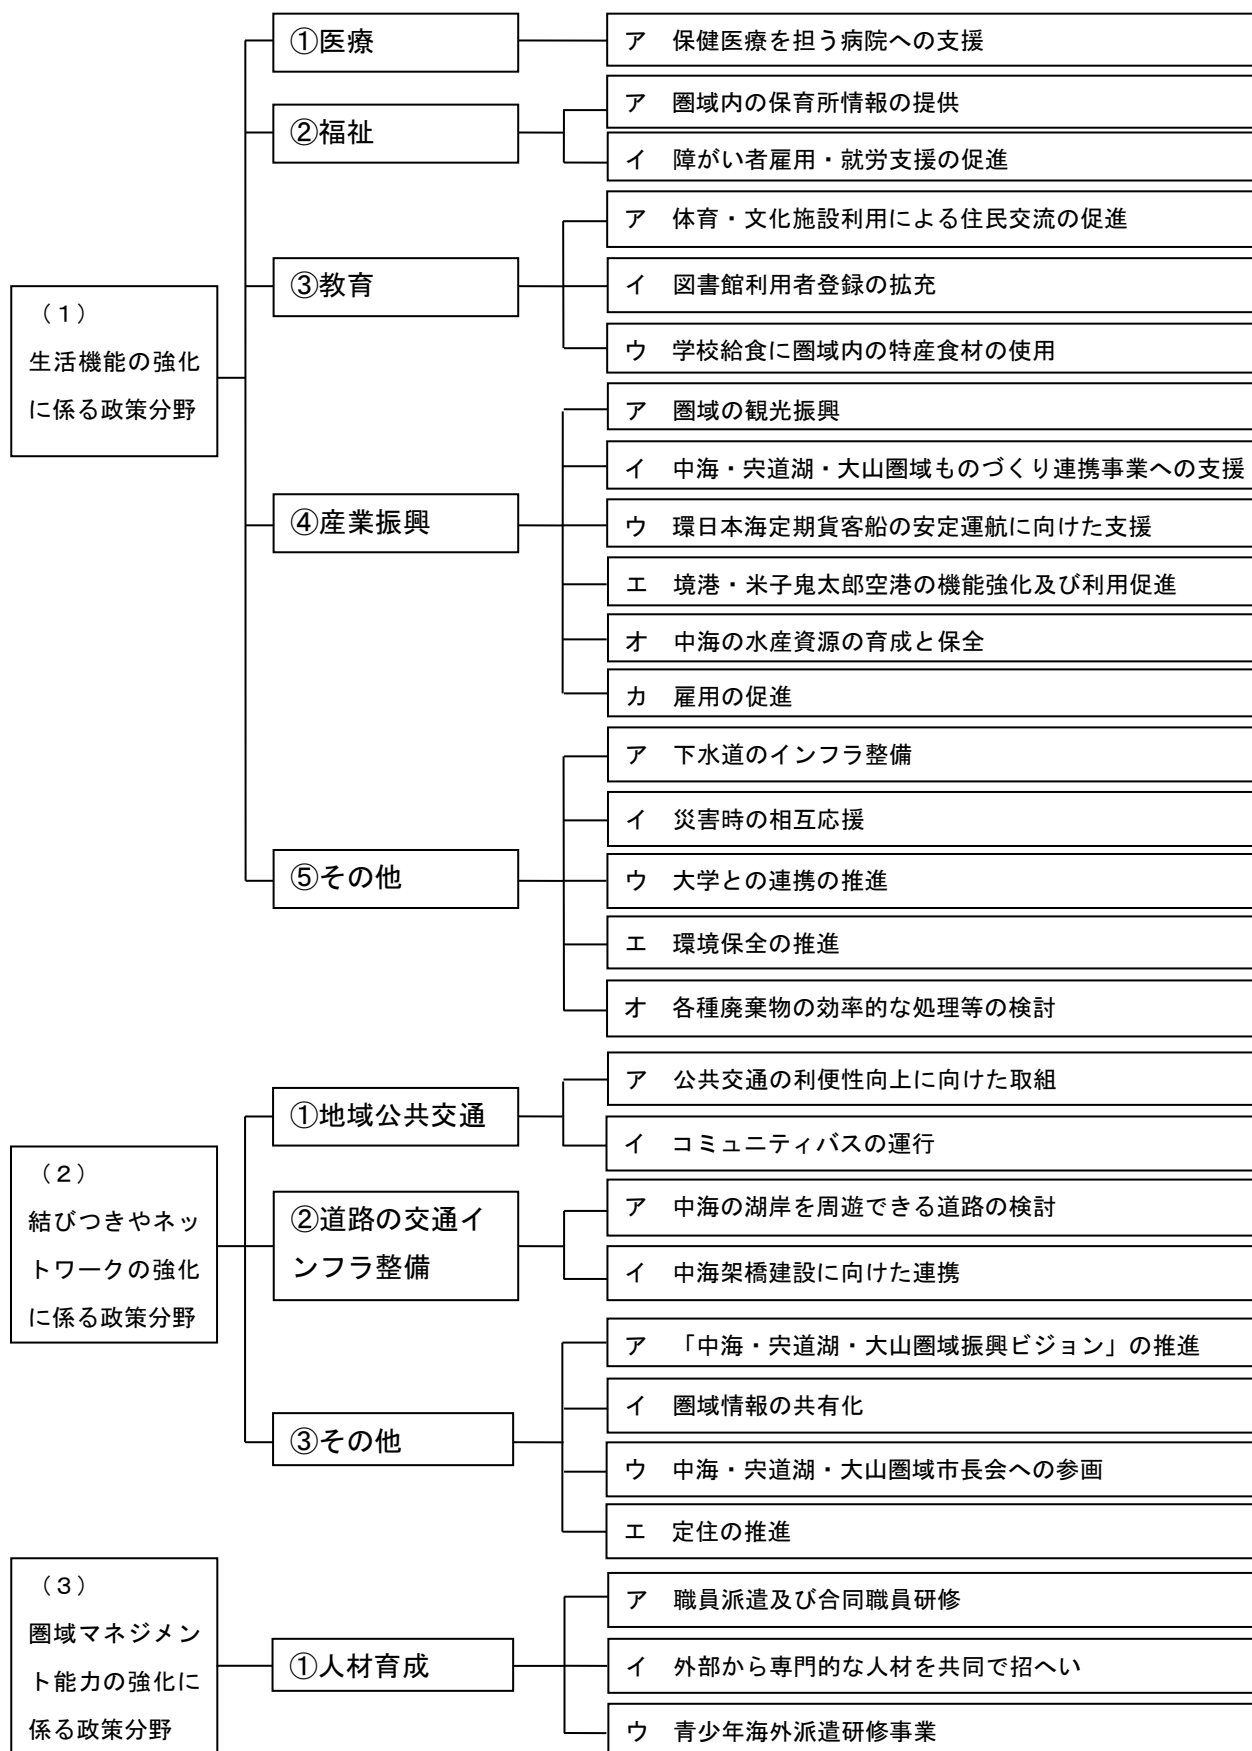 （１）
生活機能の強化
に係る政策分野
①医療
ア　保健医療を担う病院への支援
②福祉
ア　圏域内の保育所情報の提供
イ　障がい者雇用・就労支援の促進
③教育
ア　体育・文化施設利用による住民交流の促進
イ　図書館利用者登録の拡充
ウ　学校給食に圏域内の特産食材の使用
④産業振興
ア　圏域の観光振興
イ　中海・宍道湖・大山圏域ものづくり連携事業への支援
ウ　環日本海定期貨客船の安定運航に向けた支援
エ　境港・米子鬼太郎空港の機能強化及び利用促進
オ　中海の水産資源の育成と保全
カ　雇用の促進
⑤その他
ア　下水道のインフラ整備
イ　災害時の相互応援
ウ　大学との連携の推進
エ　環境保全の推進
オ　各種廃棄物の効率的な処理等の検討
（２）
結びつきやネッ
トワークの強化
に係る政策分野
①地域公共交通
ア　公共交通の利便性向上に向けた取組
イ　コミュニティバスの運行
②道路の交通イ
ンフラ整備
ア　中海の湖岸を周遊できる道路の検討
イ　中海架橋建設に向けた連携
③その他
ア　「中海・宍道湖・大山圏域振興ビジョン」の推進
イ　圏域情報の共有化
ウ　中海・宍道湖・大山圏域市長会への参画
エ　定住の推進
（３）
圏域マネジメン
ト能力の強化に
係る政策分野
①人材育成
ア　職員派遣及び合同職員研修
イ　外部から専門的な人材を共同で招へい
ウ　青少年海外派遣研修事業